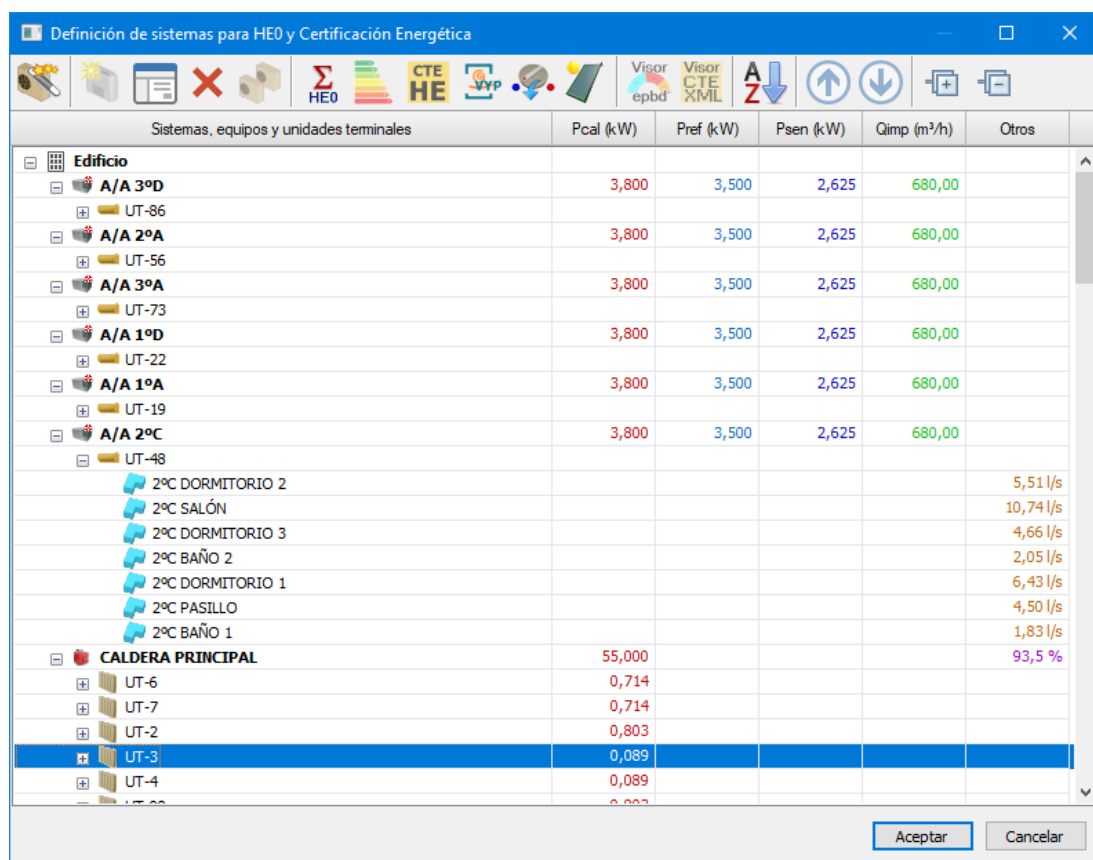 Definición de sistemas para HE0 y Certificación Energética
Σ HE0 CTE HE VYP Visor epbd Visor CTE XML A Z
Sistemas, equipos y unidades terminales Pcal (kW) Pref (kW) Psen (kW) Qimp (m³/h) Otros
Edificio
A/A 3ºD 3,800 3,500 2,625 680,00
UT-86
A/A 2ºA 3,800 3,500 2,625 680,00
UT-56
A/A 3ºA 3,800 3,500 2,625 680,00
UT-73
A/A 1ºD 3,800 3,500 2,625 680,00
UT-22
A/A 1ºA 3,800 3,500 2,625 680,00
UT-19
A/A 2ºC 3,800 3,500 2,625 680,00
UT-48
2ºC DORMITORIO 2 5,51 l/s
2ºC SALÓN 10,74 l/s
2ºC DORMITORIO 3 4,66 l/s
2ºC BAÑO 2 2,05 l/s
2ºC DORMITORIO 1 6,43 l/s
2ºC PASILLO 4,50 l/s
2ºC BAÑO 1 1,83 l/s
CALDERA PRINCIPAL 55,000 93,5 %
UT-6 0,714
UT-7 0,714
UT-2 0,803
UT-3 0,089
UT-4 0,089
Aceptar Cancelar